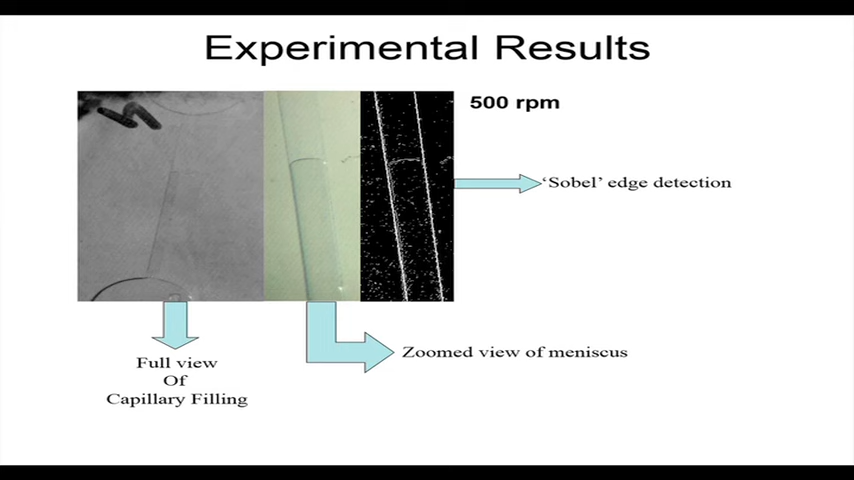 Experimental Results
500 rpm
‘Sobel’ edge detection
Zoomed view of meniscus
Full view
Of
Capillary Filling